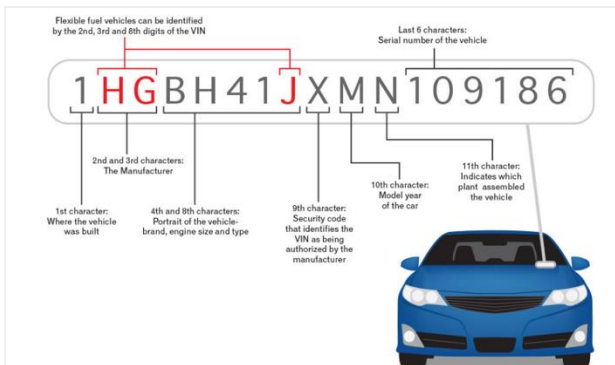 Flexible fuel vehicles can be identified
by the 2nd, 3rd and 8th digits of the VIN
Last 6 characters:
Serial number of the vehicle
1HGBH41JXMN109186
2nd and 3rd characters:
The Manufacturer
1st character:
Where the vehicle
was built
4th and 8th characters:
Portrait of the vehicle-
brand, engine size and type
9th character:
Security code
that identifies the
VIN as being
authorized by the
manufacturer
10th character:
Model year
of the car
11th character:
Indicates which
plant assembled
the vehicle